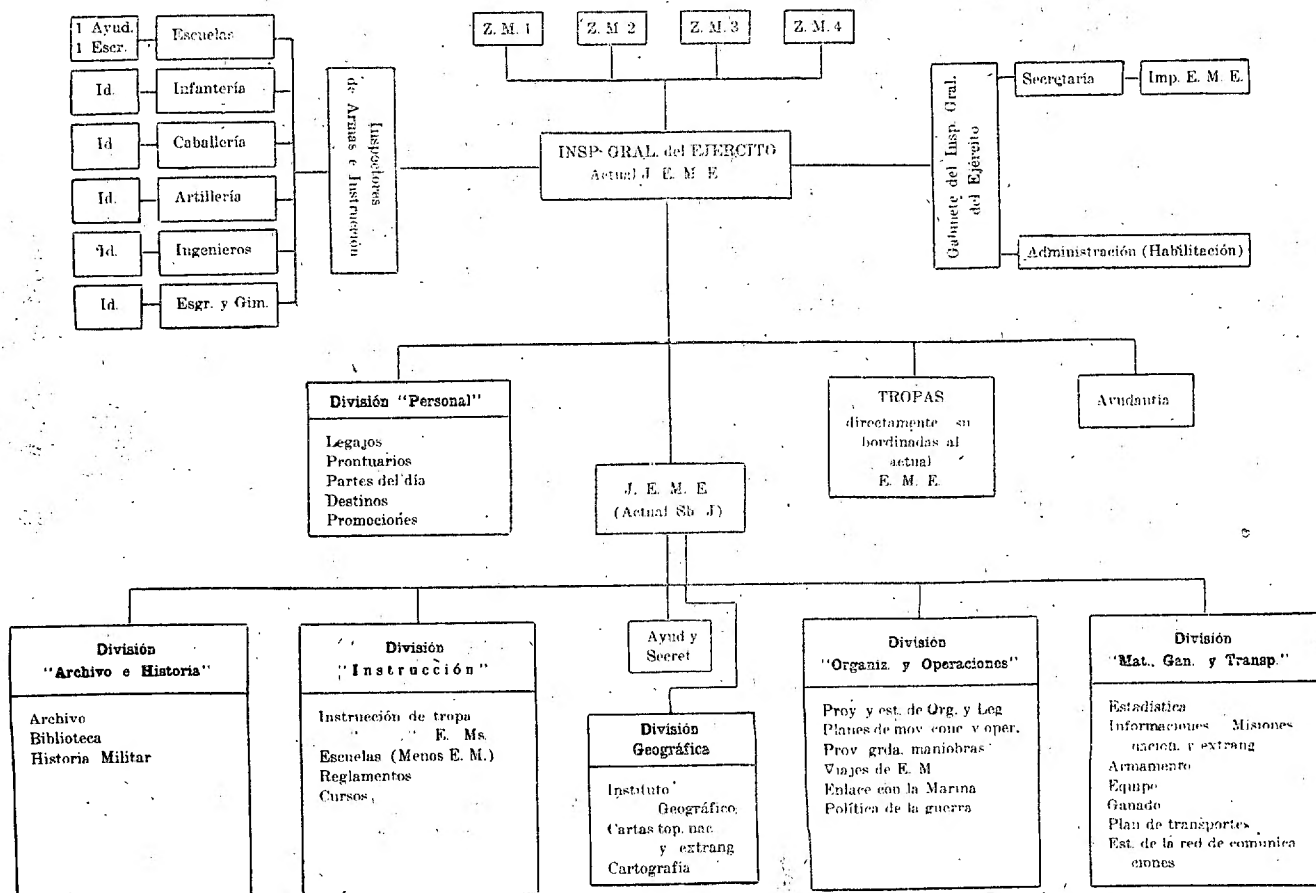 1 Ayud.
1 Escr.
Escuelas
Id.
Infantería
Id
Caballería
Id.
Artillería
Id.
Ingenieros
Id.
Esgr. y Gim.
Inspectores
de Armas e Instrucción
Z. M. 1
Z. M 2
Z. M. 3
Z. M. 4
INSP. GRAL. del EJERCITO
Actual J. E. M. E
Gabinete del Insp. Gral.
del Ejército
Secretaría
Imp. E. M. E.
Administración (Habilitación)
División "Personal"
Legajos
Prontuarios
Partes del día
Destinos
Promociones
TROPAS
directamente su
bordinadas al
actual
E. M. E.
Ayudantía
J. E. M. E
(Actual Sb J)
División
"Archivo e Historia"
Archivo
Biblioteca
Historia Militar
División
"Instrucción"
Instrucción de tropa
" " E. Ms.
Escuelas (Menos E. M.)
Reglamentos
Cursos
Ayud y
Secret
División
Geográfica
Instituto
Geográfico
Cartas top. nac.
y extrang
Cartografía
División
"Organiz. y Operaciones"
Proy y est. de Org. y Leg
Planes de mov. conc y oper.
Proy grds. maniobras
Viajes de E. M
Enlace con la Marina
Política de la guerra
División
"Mat., Gan. y Transp."
Estadística
Informaciones Misiones
nacion. y extrang
Armamento
Equipo
Ganado
Plan de transportes
Est. de la red de comunica
ciones